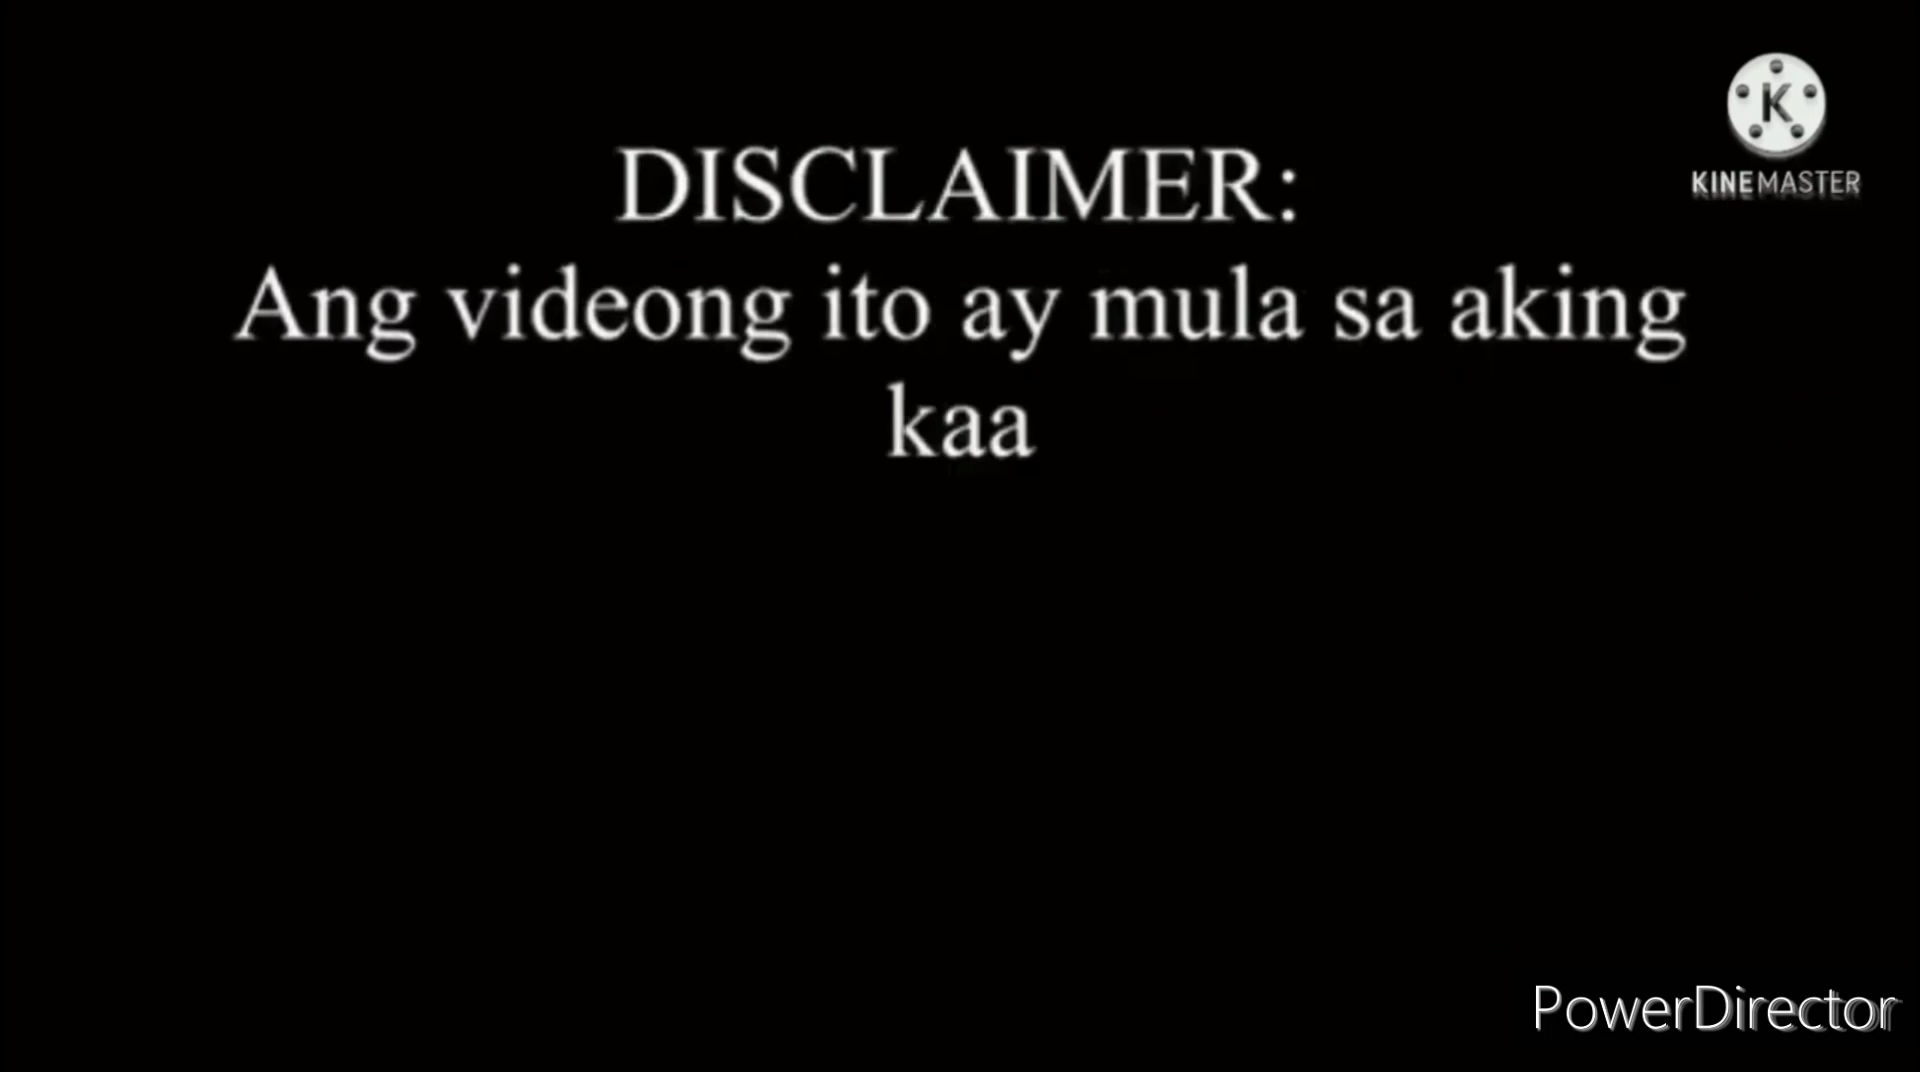 K
KINEMASTER
DISCLAIMER:
Ang videong ito ay mula sa aking
kaa
PowerDirector